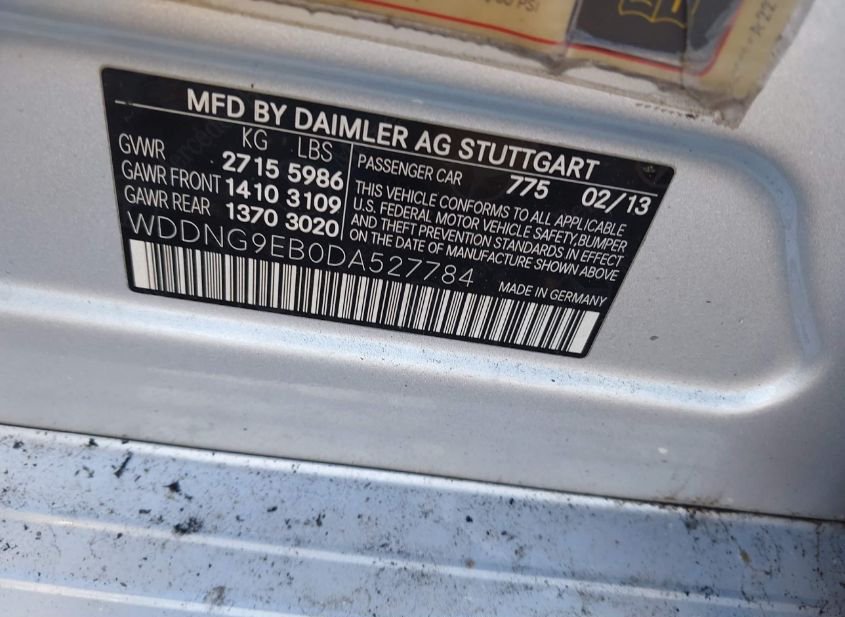 PSI
A-22
MFD BY DAIMLER AG STUTTGART
KG LBS
GVWR 2715 5986
GAWR FRONT 1410 3109
GAWR REAR 1370 3020
PASSENGER CAR 775 02/13
THIS VEHICLE CONFORMS TO ALL APPLICABLE
U.S. FEDERAL MOTOR VEHICLE SAFETY,BUMPER
AND THEFT PREVENTION STANDARDS IN EFFECT
ON THE DATE OF MANUFACTURE SHOWN ABOVE
WDDNG9EB0DA527784
MADE IN GERMANY